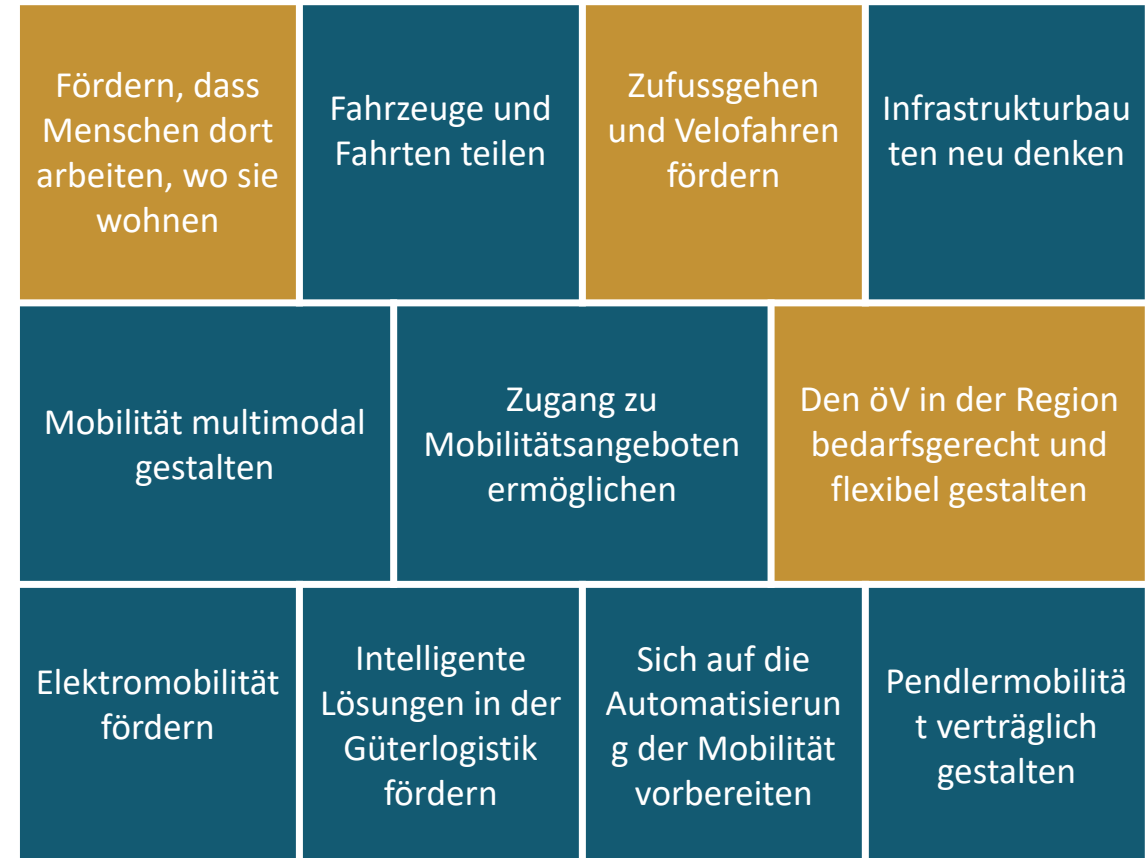 Fördern, dass
Menschen dort
arbeiten, wo sie
wohnen
Fahrzeuge und
Fahrten teilen
Zufussgehen
und Velofahren
fördern
Infrastrukturbau
ten neu denken
Mobilität multimodal
gestalten
Zugang zu
Mobilitätsangeboten
ermöglichen
Den öV in der Region
bedarfsgerecht und
flexibel gestalten
Elektromobilität
fördern
Intelligente
Lösungen in der
Güterlogistik
fördern
Sich auf die
Automatisierun
g der Mobilität
vorbereiten
Pendlermobilitä
t verträglich
gestalten